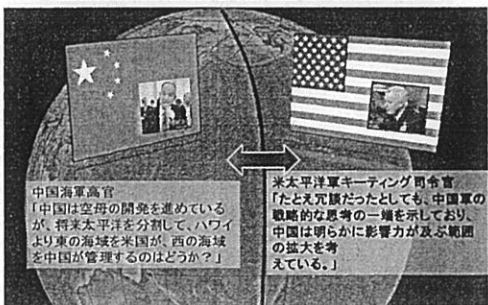 中国海軍高官
「中国は空母の開発を進めている
が、将来太平洋を分割して、ハワイ
より東の海域を米国が、西の海域
を中国が管理するのはどうか？」
米太平洋軍キーティング司令官
「たとえ冗談だったとしても、中国軍の
戦略的な思考の一端を示しており、
中国は明らかに影響力が及ぶ範囲
の拡大を考
えている。」